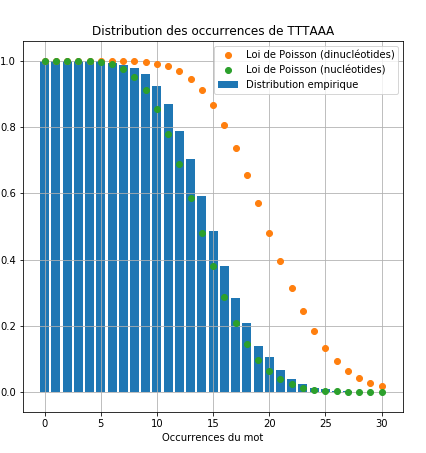 Distribution des occurrences de TTTAAA
Loi de Poisson (dinucléotides)
Loi de Poisson (nucléotides)
Distribution empirique
1.0
0.8
0.6
0.4
0.2
0.0
0 5 10 15 20 25 30
Occurrences du mot